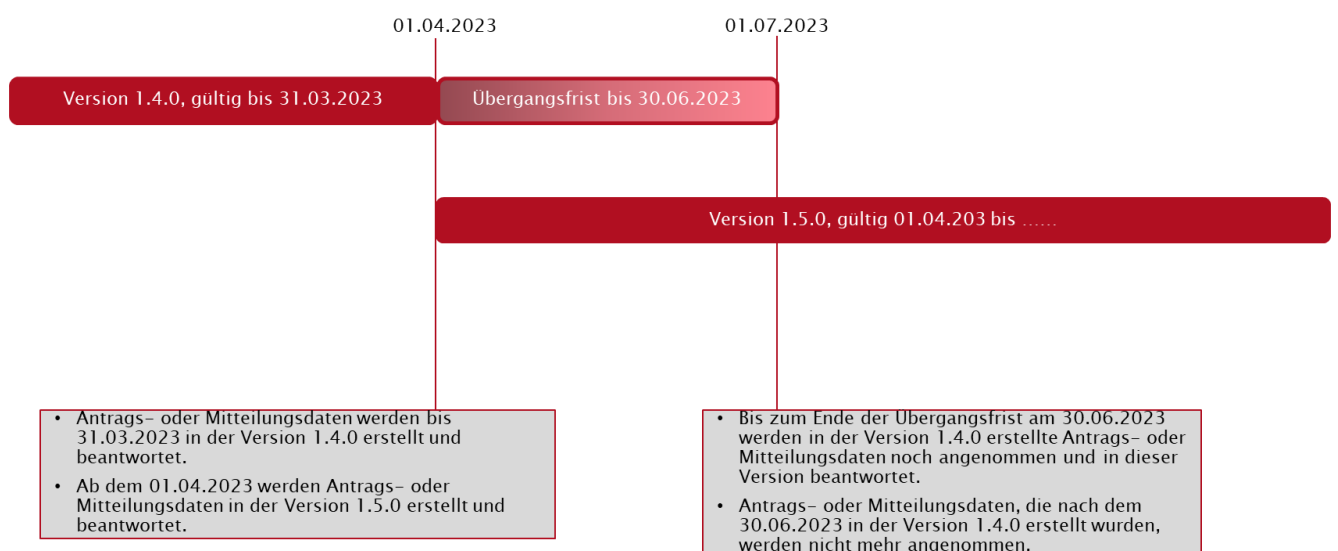 01.04.2023
01.07.2023
Version 1.4.0, gültig bis 31.03.2023
Übergangsfrist bis 30.06.2023
Version 1.5.0, gültig 01.04.203 bis ......
• Antrags- oder Mitteilungsdaten werden bis
31.03.2023 in der Version 1.4.0 erstellt und
beantwortet.
• Ab dem 01.04.2023 werden Antrags- oder
Mitteilungsdaten in der Version 1.5.0 erstellt und
beantwortet.
• Bis zum Ende der Übergangsfrist am 30.06.2023
werden in der Version 1.4.0 erstellte Antrags- oder
Mitteilungsdaten noch angenommen und in dieser
Version beantwortet.
• Antrags- oder Mitteilungsdaten, die nach dem
30.06.2023 in der Version 1.4.0 erstellt wurden,
werden nicht mehr angenommen.